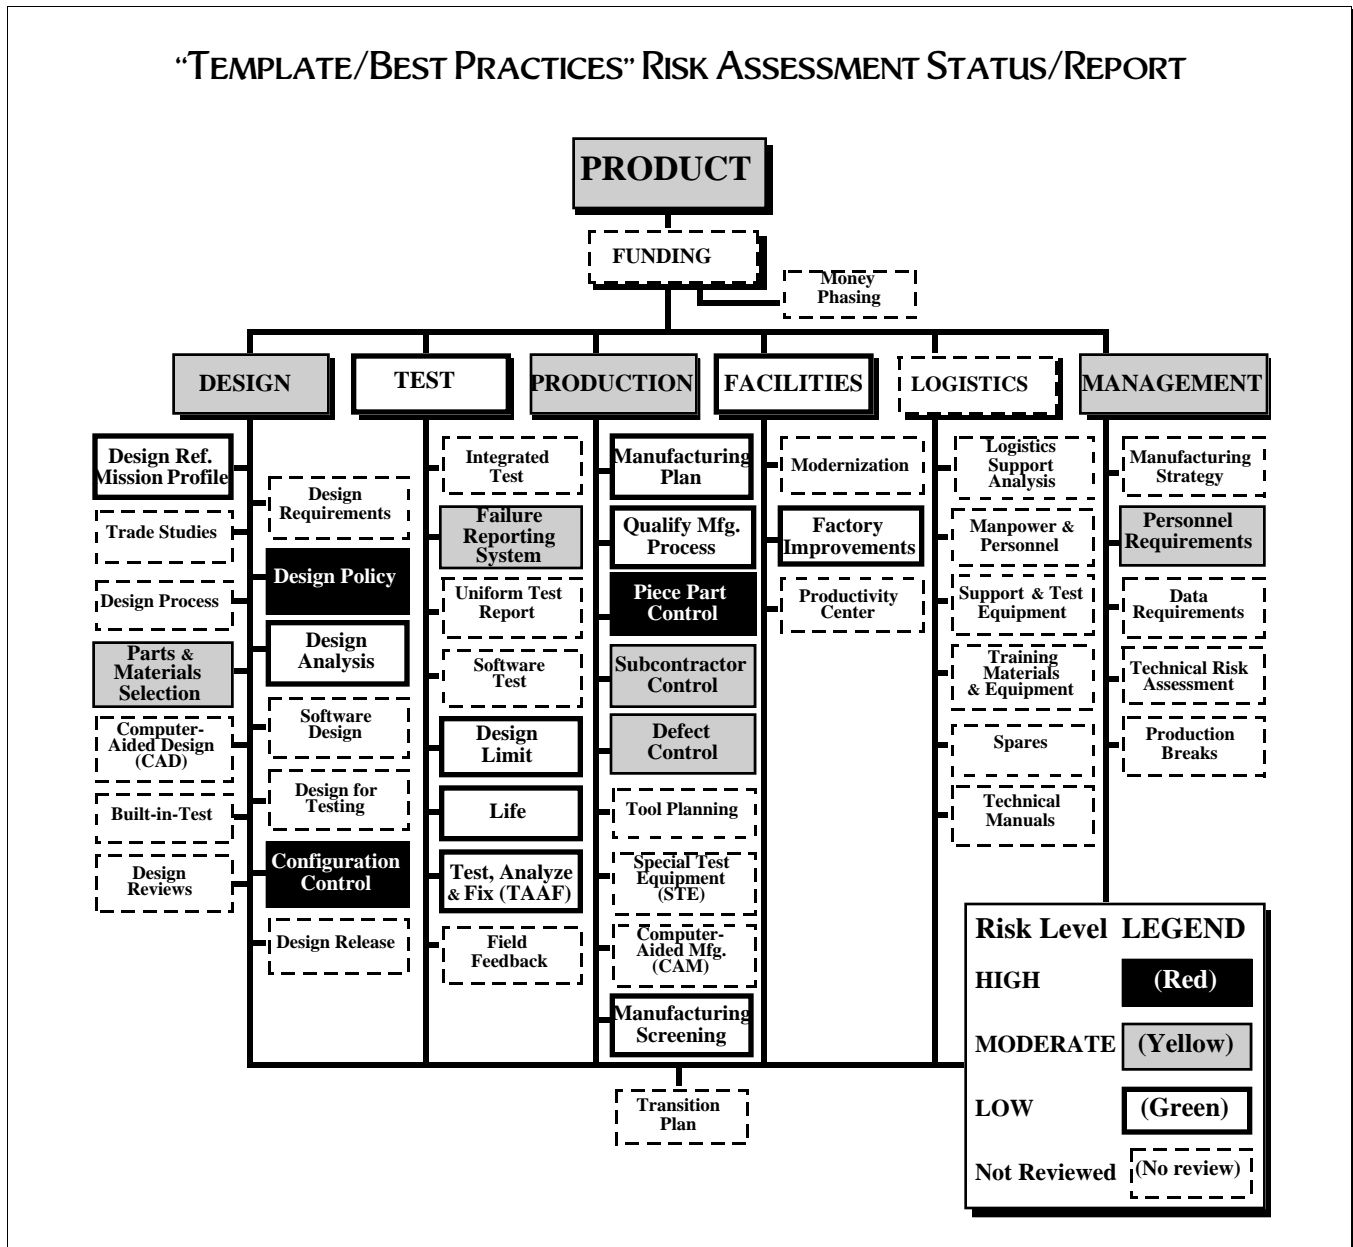 “TEMPLATE/BEST PRACTICES” RISK ASSESSMENT STATUS/REPORT
PRODUCT
FUNDING
Money
Phasing
DESIGN
TEST
PRODUCTION
FACILITIES
LOGISTICS
MANAGEMENT
Design Ref.
Mission Profile
Trade Studies
Design Process
Parts &
Materials
Selection
Computer-
Aided Design
(CAD)
Built-in-Test
Design
Reviews
Design
Requirements
Design Policy
Design
Analysis
Software
Design
Design for
Testing
Configuration
Control
Design Release
Integrated
Test
Failure
Reporting
System
Uniform Test
Report
Software
Test
Design
Limit
Life
Test, Analyze
& Fix (TAAF)
Field
Feedback
Manufacturing
Plan
Qualify Mfg.
Process
Piece Part
Control
Subcontractor
Control
Defect
Control
Tool Planning
Special Test
Equipment
(STE)
Computer-
Aided Mfg.
(CAM)
Manufacturing
Screening
Modernization
Factory
Improvements
Productivity
Center
Logistics
Support
Analysis
Manpower &
Personnel
Support & Test
Equipment
Training
Materials
& Equipment
Spares
Technical
Manuals
Manufacturing
Strategy
Personnel
Requirements
Data
Requirements
Technical Risk
Assessment
Production
Breaks
Transition
Plan
Risk Level LEGEND
HIGH (Red)
MODERATE (Yellow)
LOW (Green)
Not Reviewed (No review)